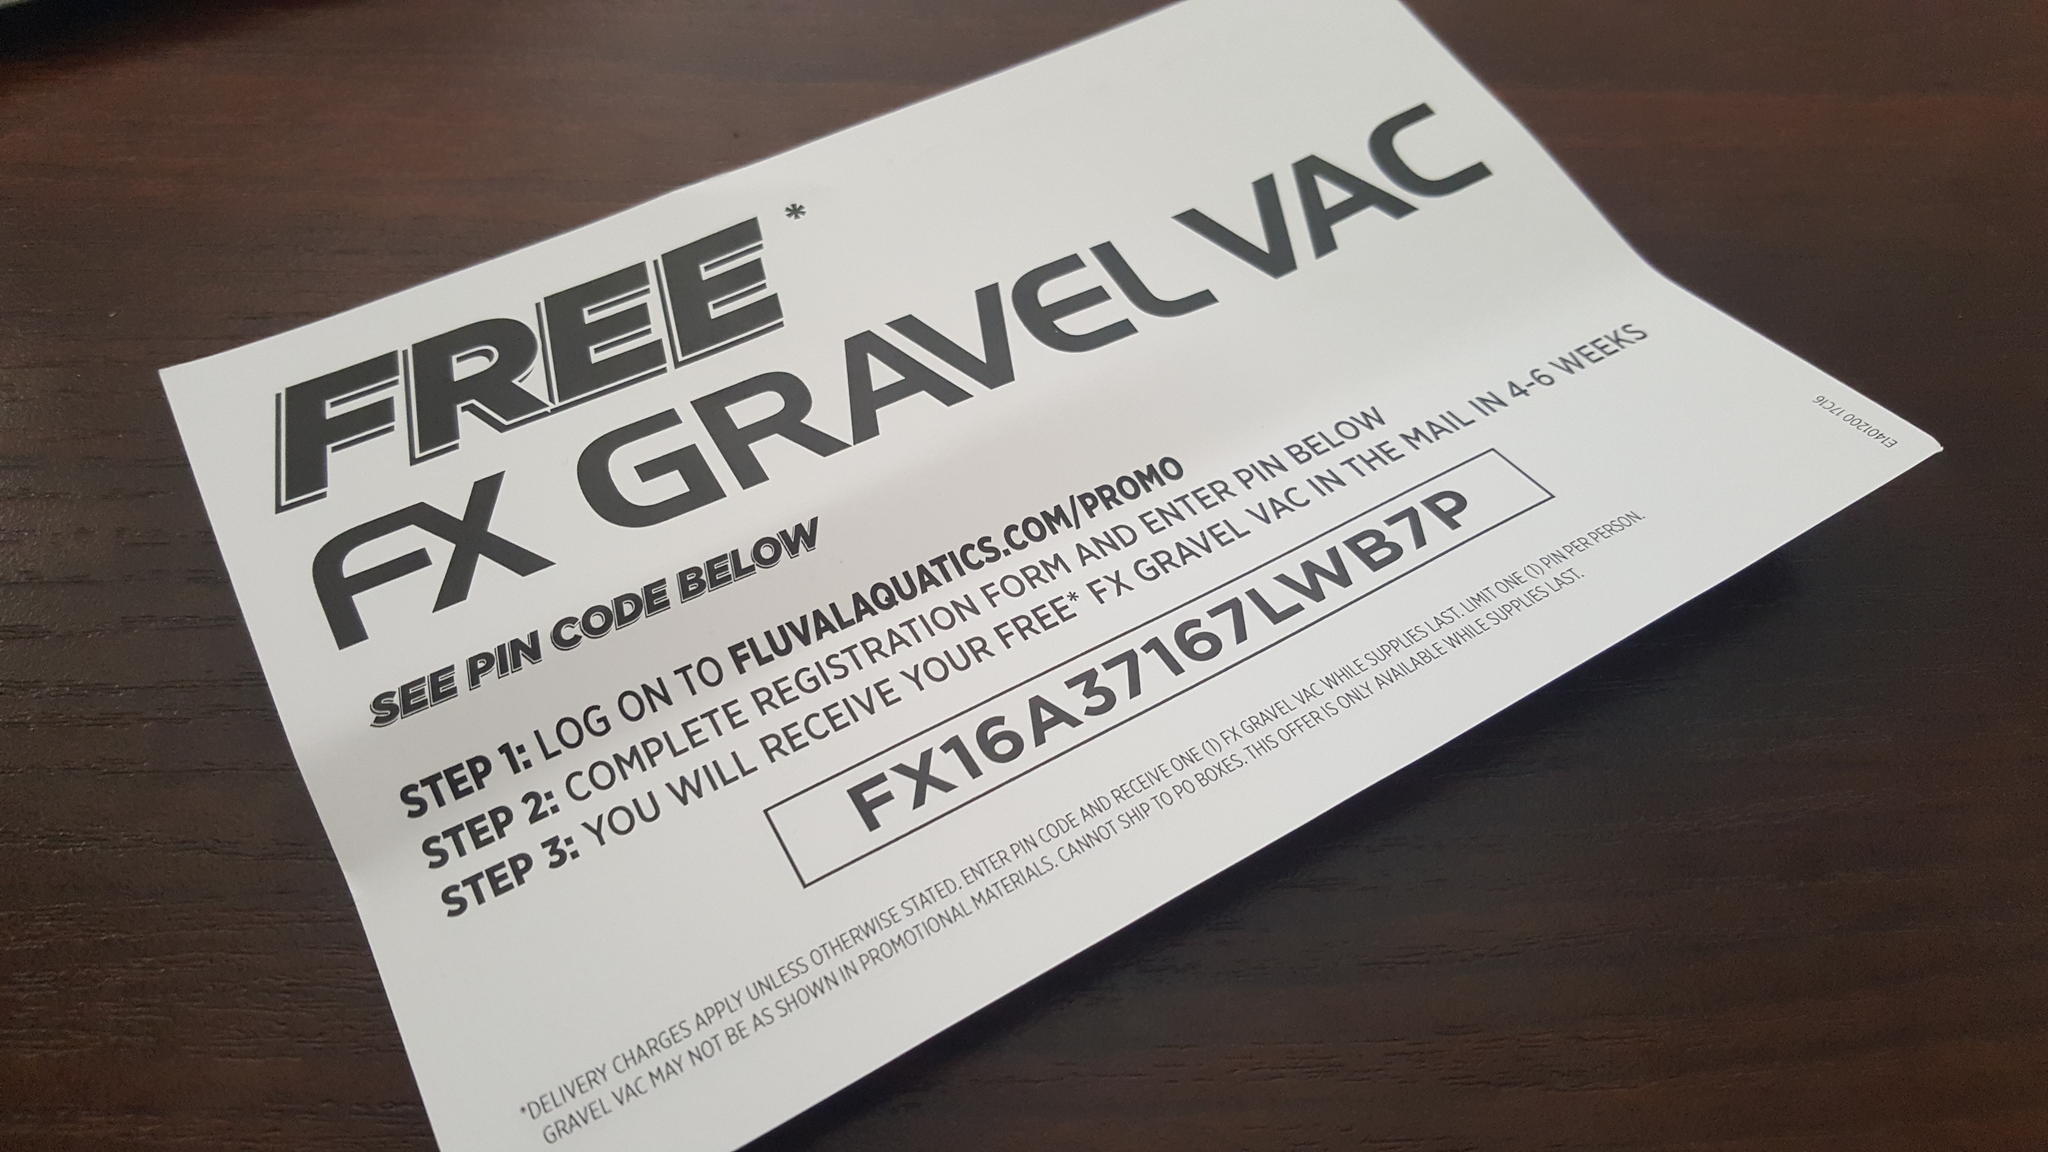 FREE*
FX GRAVEL VAC
SEE PIN CODE BELOW
STEP 1: LOG ON TO FLUVALAQUATICS.COM/PROMO
STEP 2: COMPLETE REGISTRATION FORM AND ENTER PIN BELOW
STEP 3: YOU WILL RECEIVE YOUR FREE* FX GRAVEL VAC IN THE MAIL IN 4-6 WEEKS
FX16A37167LWB7P
*DELIVERY CHARGES APPLY UNLESS OTHERWISE STATED. ENTER PIN CODE AND RECEIVE ONE (1) FX GRAVEL VAC WHILE SUPPLIES LAST. LIMIT ONE (1) PIN PER PERSON.
GRAVEL VAC MAY NOT BE AS SHOWN IN PROMOTIONAL MATERIALS. CANNOT SHIP TO PO BOXES. THIS OFFER IS ONLY AVAILABLE WHILE SUPPLIES LAST.
E1401200 17C16